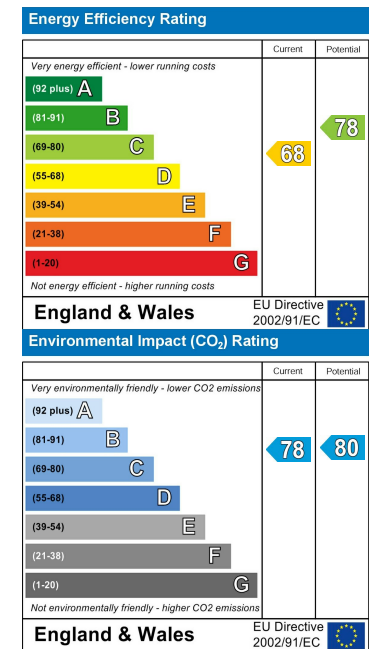 Energy Efficiency Rating
Current Potential
Very energy efficient - lower running costs
(92 plus) A
(81-91) B
78
(69-80) C
68
(55-68) D
(39-54) E
(21-38) F
(1-20) G
Not energy efficient - higher running costs
England & Wales
EU Directive
2002/91/EC
Environmental Impact (CO₂) Rating
Current Potential
Very environmentally friendly - lower CO2 emissions
(92 plus) A
(81-91) B
78 80
(69-80) C
(55-68) D
(39-54) E
(21-38) F
(1-20) G
Not environmentally friendly - higher CO2 emissions
England & Wales
EU Directive
2002/91/EC